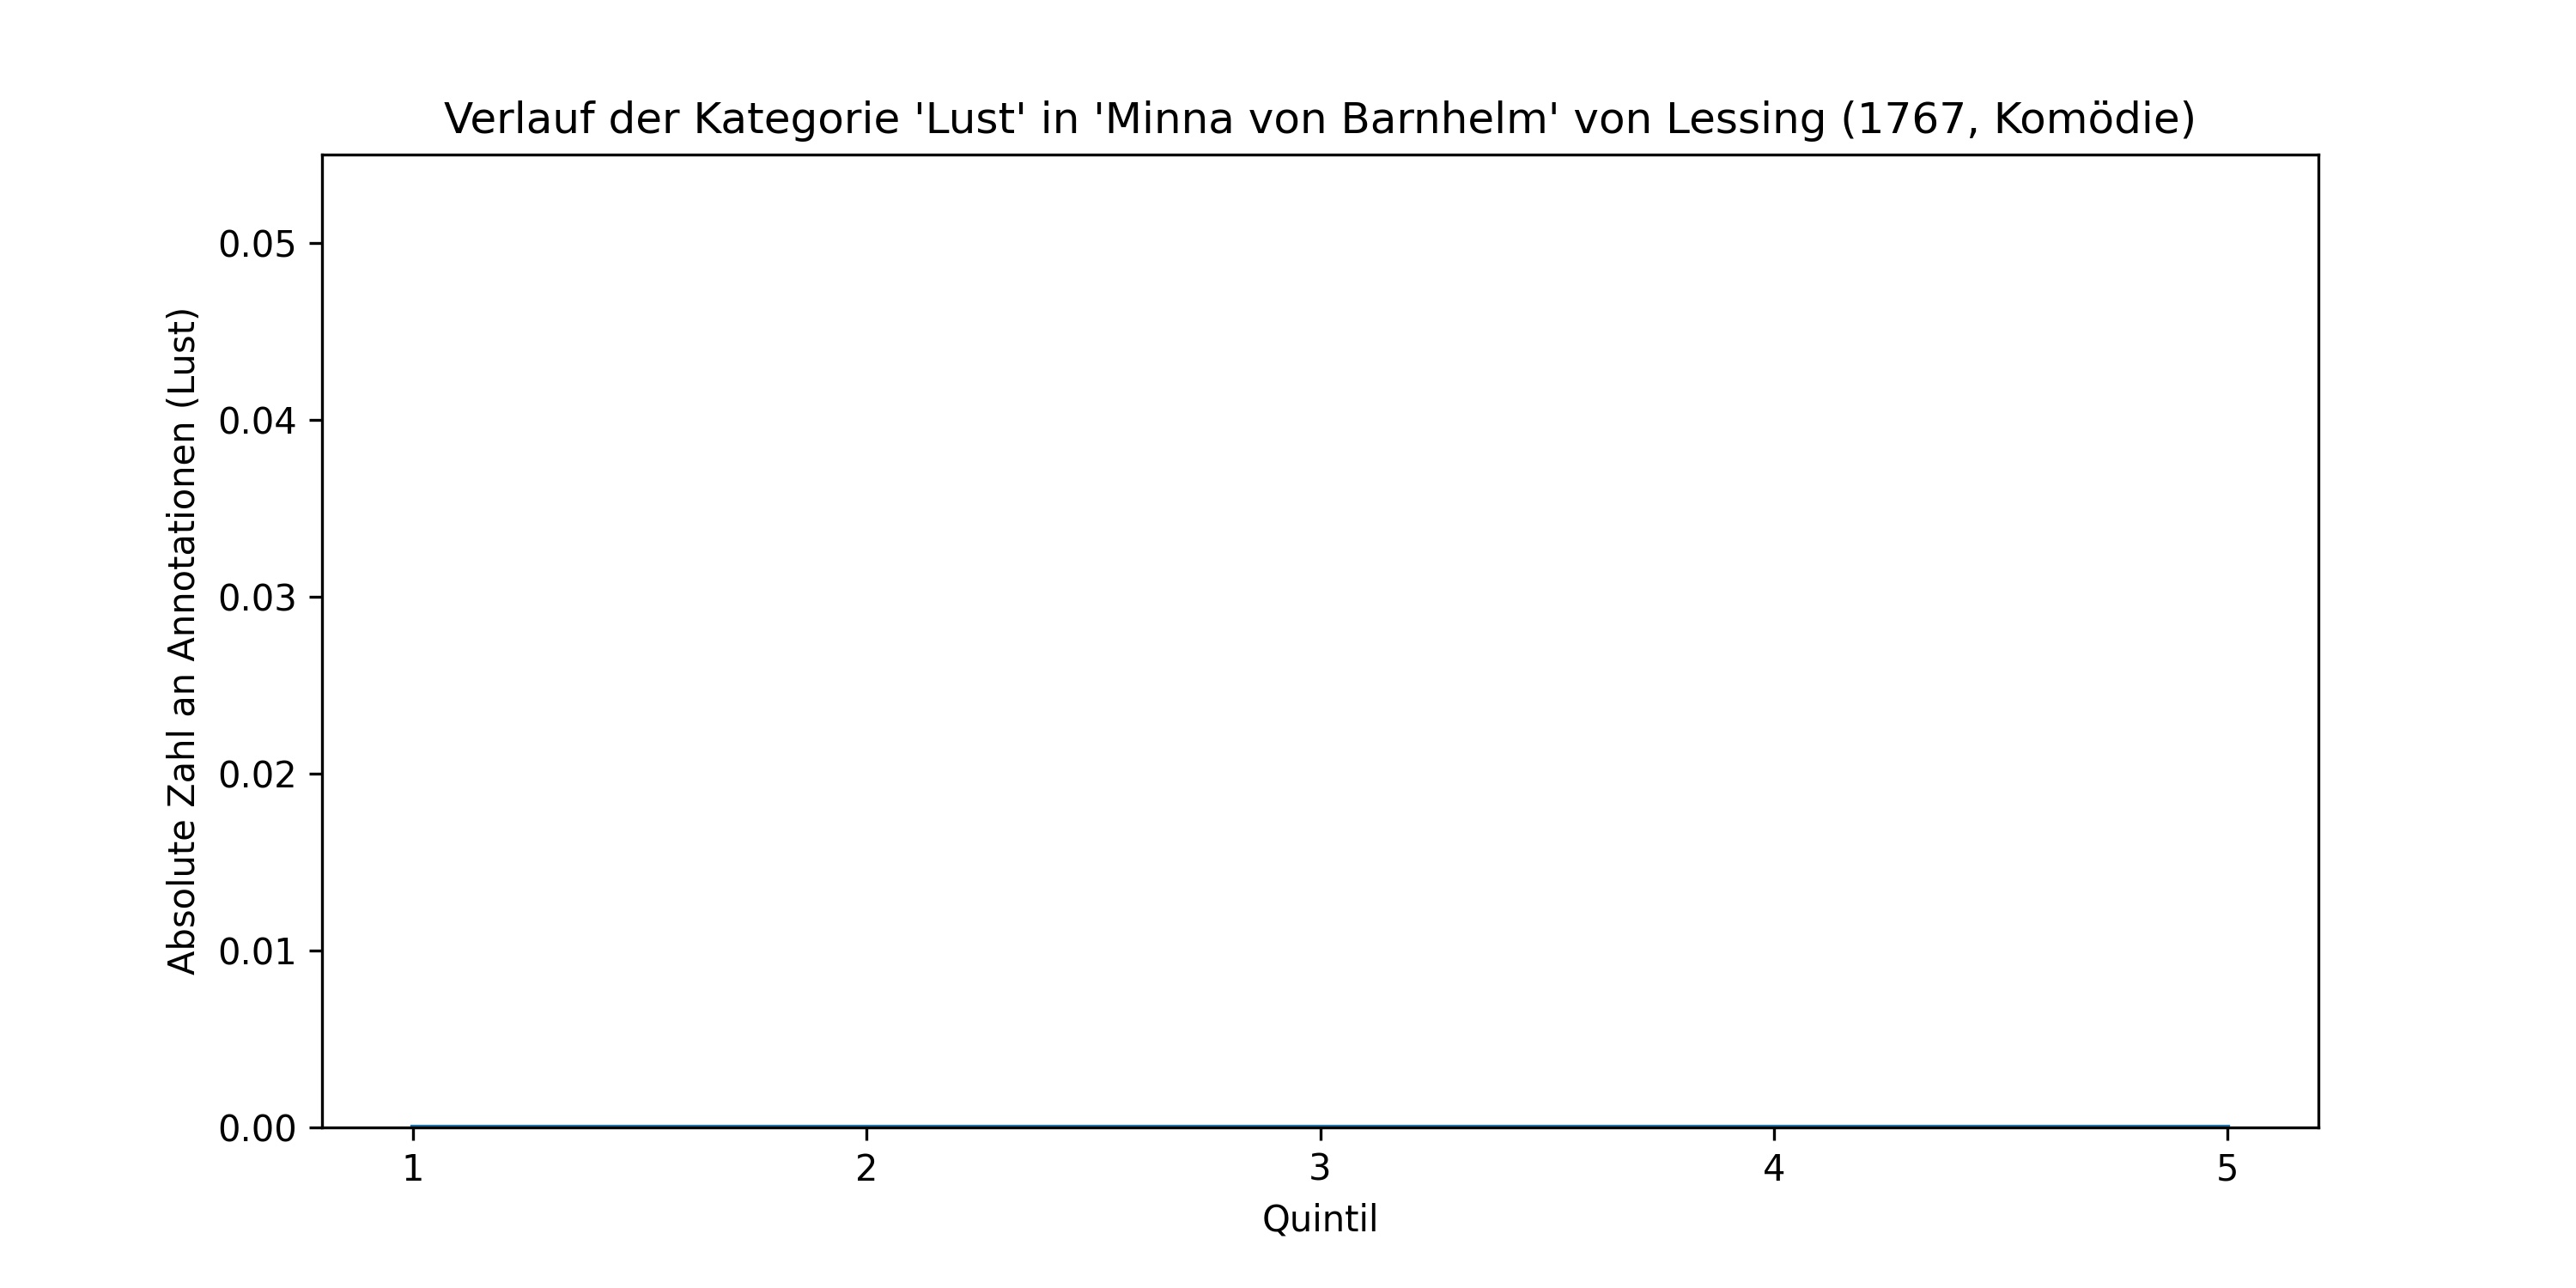 Verlauf der Kategorie 'Lust' in 'Minna von Barnhelm' von Lessing (1767, Komödie)
Absolute Zahl an Annotationen (Lust)
0.05
0.04
0.03
0.02
0.01
0.00
1 2 3 4 5
Quintil